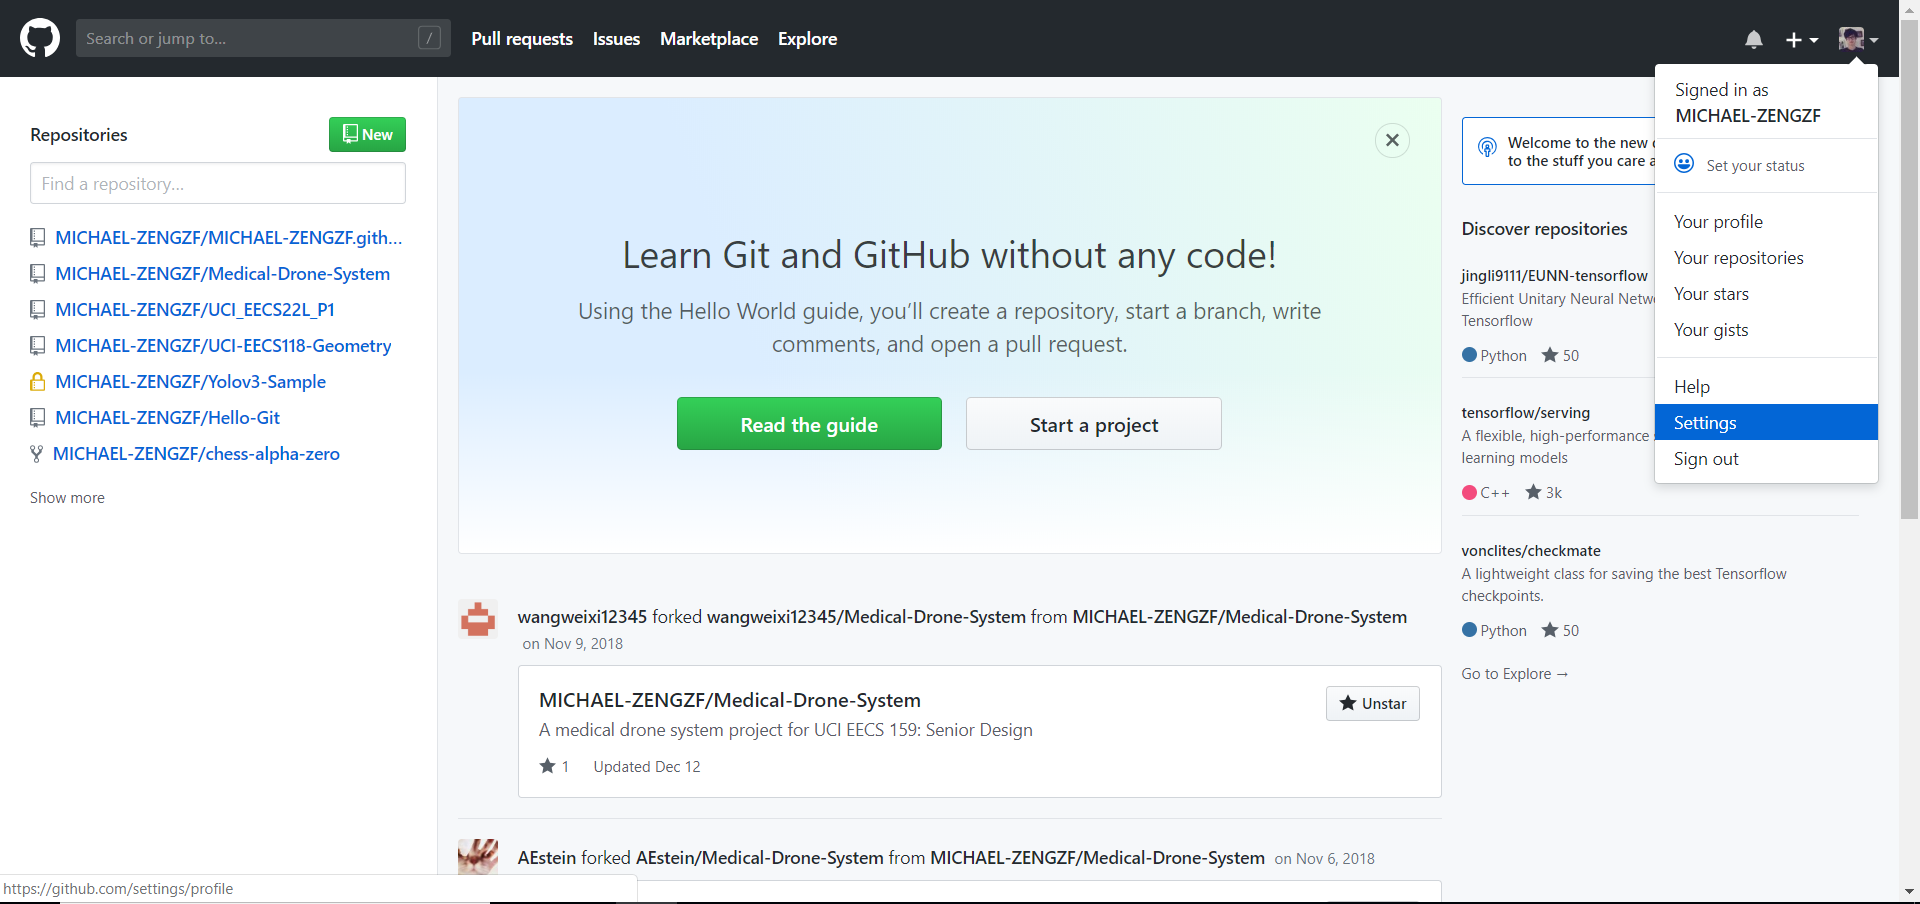 Search or jump to...
/
Pull requests
Issues
Marketplace
Explore
Signed in as
MICHAEL-ZENGZF
Set your status
Your profile
Your repositories
Your stars
Your gists
Help
Settings
Sign out
Repositories
New
Find a repository...
MICHAEL-ZENGZF/MICHAEL-ZENGZF.gith...
MICHAEL-ZENGZF/Medical-Drone-System
MICHAEL-ZENGZF/UCI_EECS22L_P1
MICHAEL-ZENGZF/UCI-EECS118-Geometry
MICHAEL-ZENGZF/Yolov3-Sample
MICHAEL-ZENGZF/Hello-Git
MICHAEL-ZENGZF/chess-alpha-zero
Show more
Learn Git and GitHub without any code!
Using the Hello World guide, you’ll create a repository, start a branch, write
comments, and open a pull request.
Read the guide
Start a project
wangweixi12345 forked wangweixi12345/Medical-Drone-System from MICHAEL-ZENGZF/Medical-Drone-System
on Nov 9, 2018
MICHAEL-ZENGZF/Medical-Drone-System
Unstar
A medical drone system project for UCI EECS 159: Senior Design
1 Updated Dec 12
AEstein forked AEstein/Medical-Drone-System from MICHAEL-ZENGZF/Medical-Drone-System on Nov 6, 2018
Welcome to the new
to the stuff you care
Discover repositories
jingli9111/EUNN-tensorflow
Efficient Unitary Neural
Tensorflow
Python 50
tensorflow/serving
A flexible, high-performance
learning models
C++ 3k
vonclites/checkmate
A lightweight class for saving the best Tensorflow
checkpoints.
Python 50
Go to Explore →
https://github.com/settings/profile